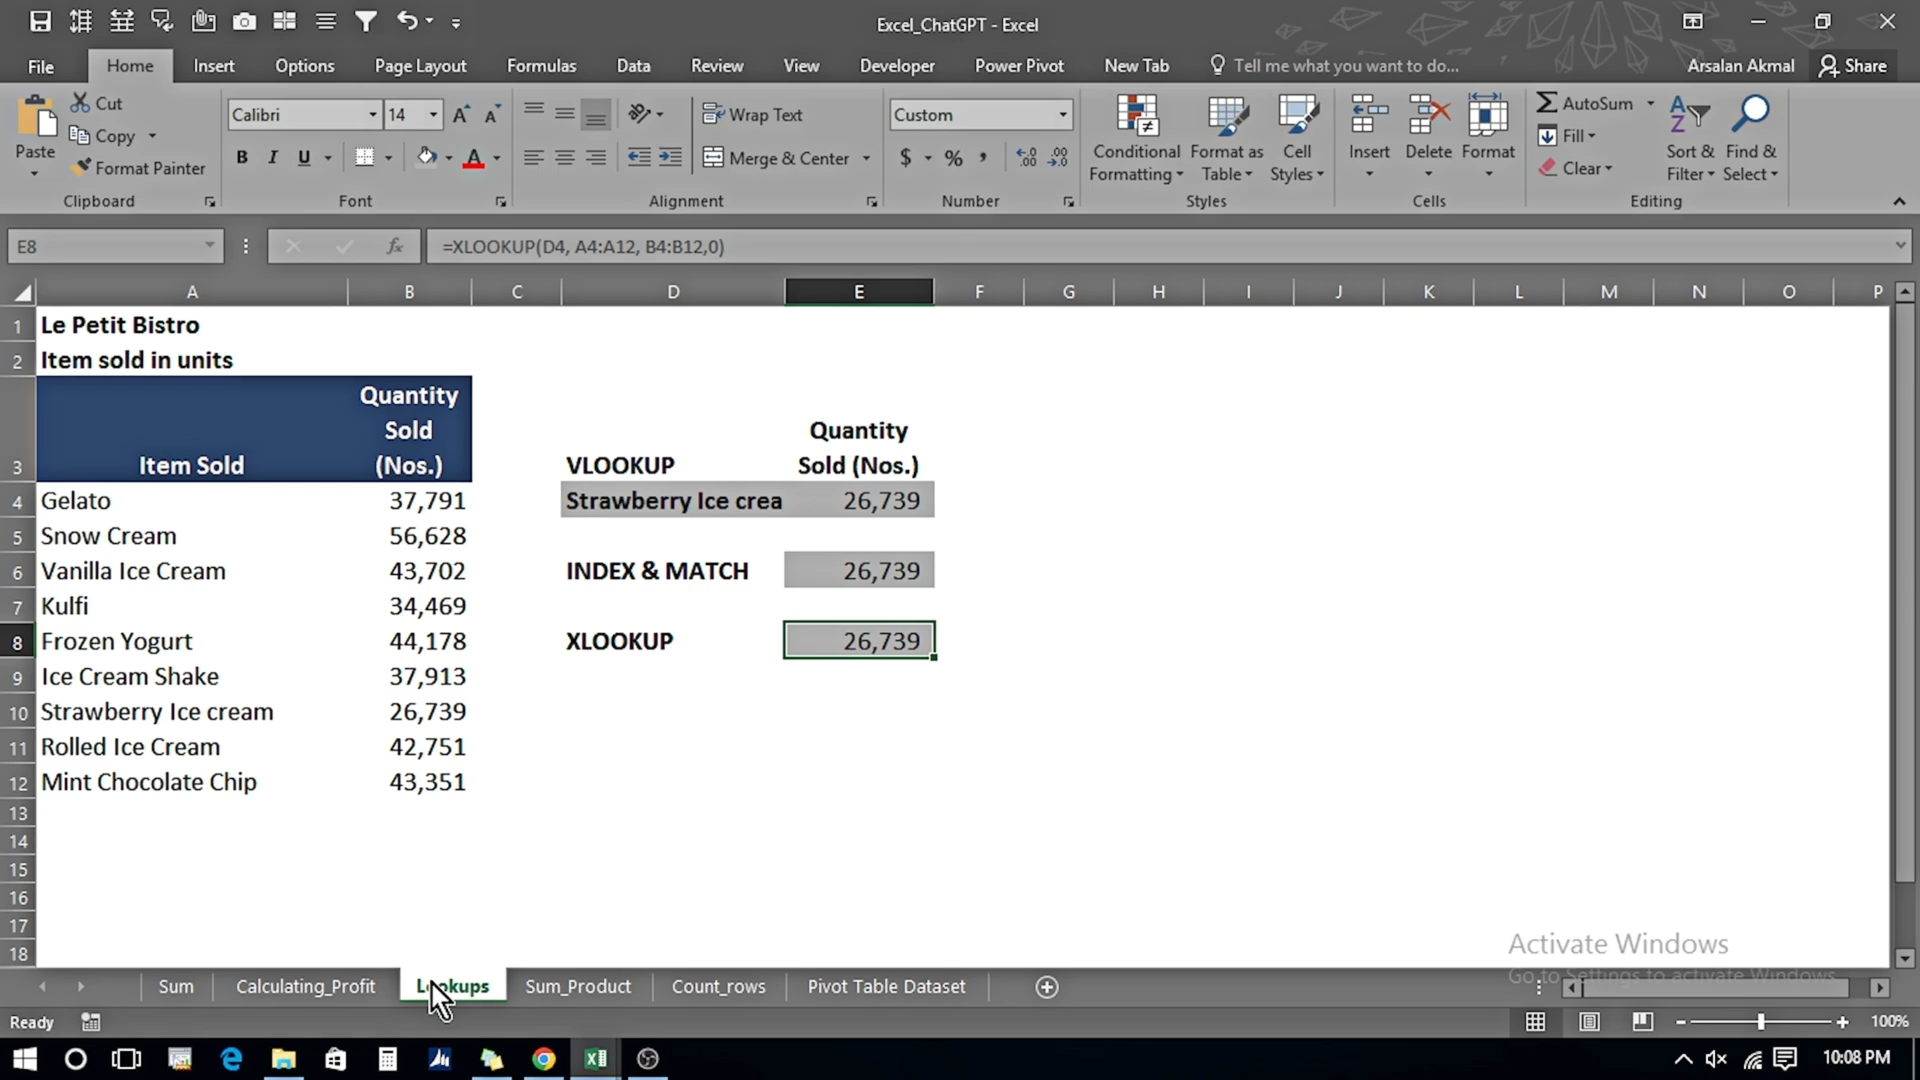 Excel_ChatGPT - Excel
File Home Insert Options Page Layout Formulas Data Review View Developer Power Pivot New Tab Tell me what you want to do... Arsalan Akmal Share
Paste
Cut
Copy
Format Painter
Clipboard
Calibri 14
B I U
Font
Wrap Text
Merge & Center
Alignment
Custom
$ % ,
Number
Conditional Formatting
Format as Table
Cell Styles
Styles
Insert Delete Format
Cells
AutoSum
Fill
Clear
Sort & Filter
Find & Select
Editing
E8 fx =XLOOKUP(D4, A4:A12, B4:B12,0)
A B C D E F G H I J K L M N O P
1 Le Petit Bistro
2 Item sold in units
3 Item Sold Quantity Sold (Nos.) VLOOKUP Quantity Sold (Nos.)
4 Gelato 37,791 Strawberry Ice crea 26,739
5 Snow Cream 56,628
6 Vanilla Ice Cream 43,702 INDEX & MATCH 26,739
7 Kulfi 34,469
8 Frozen Yogurt 44,178 XLOOKUP 26,739
9 Ice Cream Shake 37,913
10 Strawberry Ice cream 26,739
11 Rolled Ice Cream 42,751
12 Mint Chocolate Chip 43,351
13
14
15
16
17
18
Activate Windows
Go to Settings to activate Windows.
Sum Calculating_Profit Lookups Sum_Product Count_rows Pivot Table Dataset
Ready 100%
10:08 PM